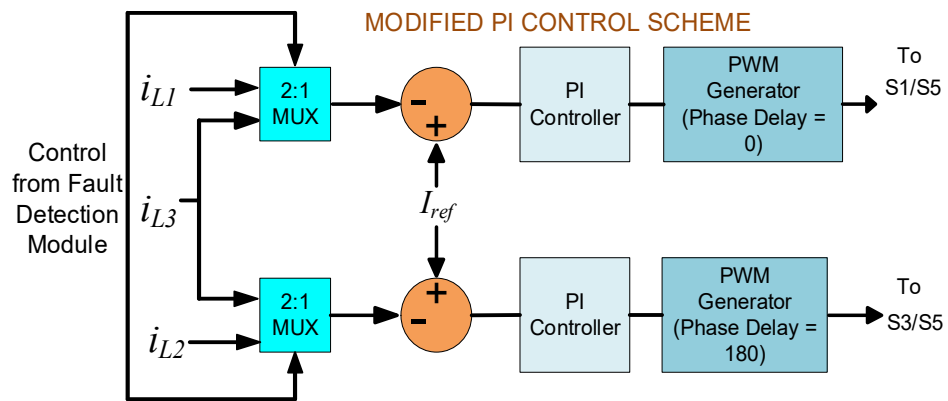 MODIFIED PI CONTROL SCHEME
iL1
2:1
MUX
-
+
PI
Controller
PWM
Generator
(Phase Delay =
0)
To
S1/S5
Control
from Fault
Detection
Module
iL3
Iref
iL2
2:1
MUX
+
-
PI
Controller
PWM
Generator
(Phase Delay =
180)
To
S3/S5